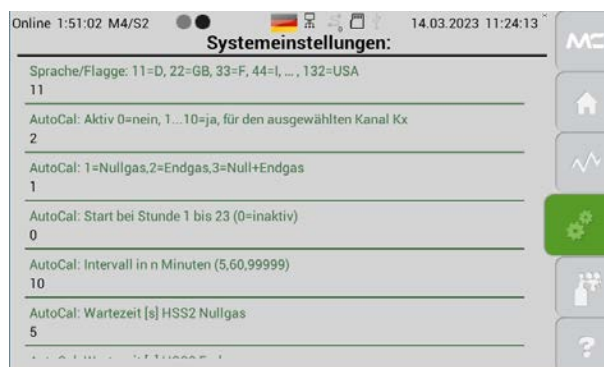 Online 1:51:02 M4/S2 14.03.2023 11:24:13
Systemeinstellungen:
Sprache/Flagge: 11=D, 22=GB, 33=F, 44=I, ... , 132=USA
11
AutoCal: Aktiv 0=nein, 1...10=ja, für den ausgewählten Kanal Kx
2
AutoCal: 1=Nullgas,2=Endgas,3=Null+Endgas
1
AutoCal: Start bei Stunde 1 bis 23 (0=inaktiv)
0
AutoCal: Intervall in n Minuten (5,60,99999)
10
AutoCal: Wartezeit [s] HSS2 Nullgas
5
?